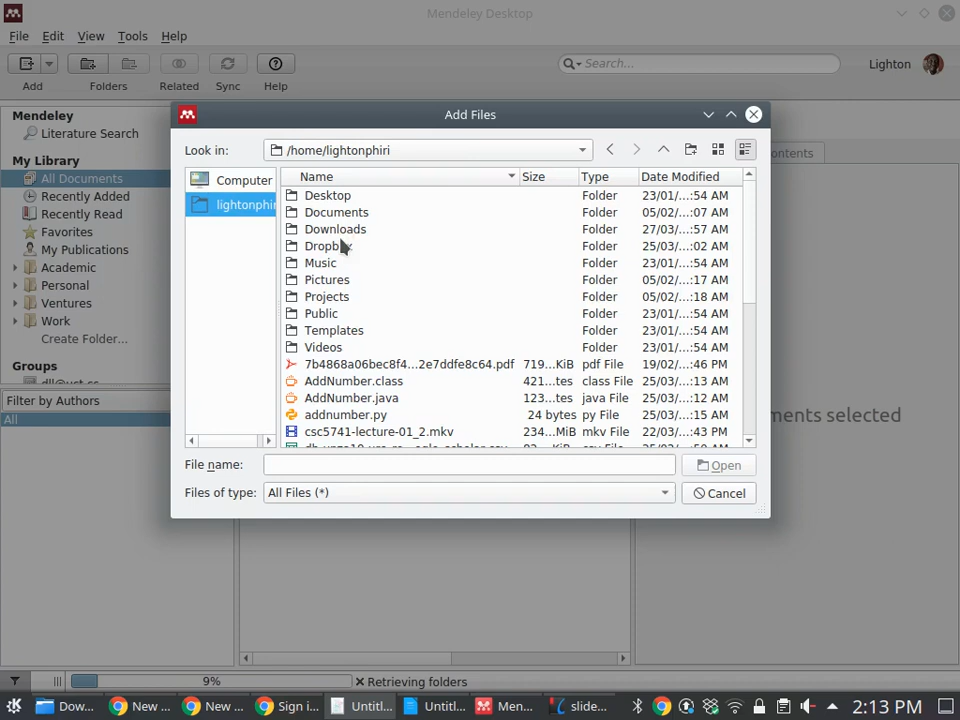 Mendeley Desktop
File Edit View Tools Help
Search...
Lighton
Add Folders Related Sync Help
Mendeley
Literature Search
My Library
All Documents
Recently Added
Recently Read
Favorites
My Publications
Academic
Personal
Ventures
Work
Create Folder...
Groups
Filter by Authors
All
Add Files
Look in: /home/lightonphiri
Computer
lightonphiri
Name Size Type Date Modified
Desktop Folder 23/01/...:54 AM
Documents Folder 05/02/...:07 AM
Downloads Folder 27/03/...:57 AM
Dropbox Folder 25/03/...:02 AM
Music Folder 23/01/...:54 AM
Pictures Folder 05/02/...:17 AM
Projects Folder 05/02/...:18 AM
Public Folder 23/01/...:54 AM
Templates Folder 23/01/...:54 AM
Videos Folder 23/01/...:54 AM
7b4868a06bec8f4...2e7ddfe8c64.pdf 719...KiB pdf File 19/02/...:46 PM
AddNumber.class 421...tes class File 25/03/...:13 AM
AddNumber.java 123...tes java File 25/03/...:12 AM
addnumber.py 24 bytes py File 25/03/...:15 AM
csc5741-lecture-01_2.mkv 234...MiB mkv File 22/03/...:43 PM
File name: Open
Files of type: All Files (*) Cancel
ontents
ments selected
9% Retrieving folders
Dow... New ... New ... Sign i... Untitl... Untitl... Men... slide... 2:13 PM